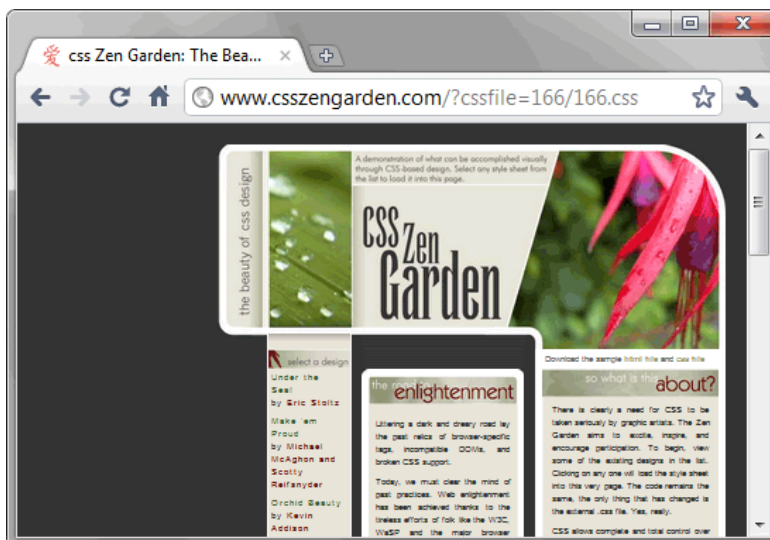 爱 css Zen Garden: The Bea...
www.csszengarden.com/?cssfile=166/166.css
the beauty of css design
A demonstration of what can be accomplished visually
through CSS-based design. Select any style sheet from
the list to load it into this page.
CSS Zen
Garden
Download the sample html file and css file
select a design
Under the
Sea!
by Eric Stoltz
Make 'em
Proud
by Michael
McAghon and
Scotty
Reifsnyder
Orchid Beauty
by Kevin
Addison
the road to
enlightenment
Littering a dark and dreary road lay
the past relics of browser-specific
tags, incompatible DOMs, and
broken CSS support.
Today, we must clear the mind of
past practices. Web enlightenment
has been achieved thanks to the
tireless efforts of folk like the W3C,
WaSP and the major browser
so what is this
about?
There is clearly a need for CSS to be
taken seriously by graphic artists. The Zen
Garden aims to excite, inspire, and
encourage participation. To begin, view
some of the existing designs in the list.
Clicking on any one will load the style sheet
into this very page. The code remains the
same, the only thing that has changed is
the external .css file. Yes, really.
CSS allows complete and total control over